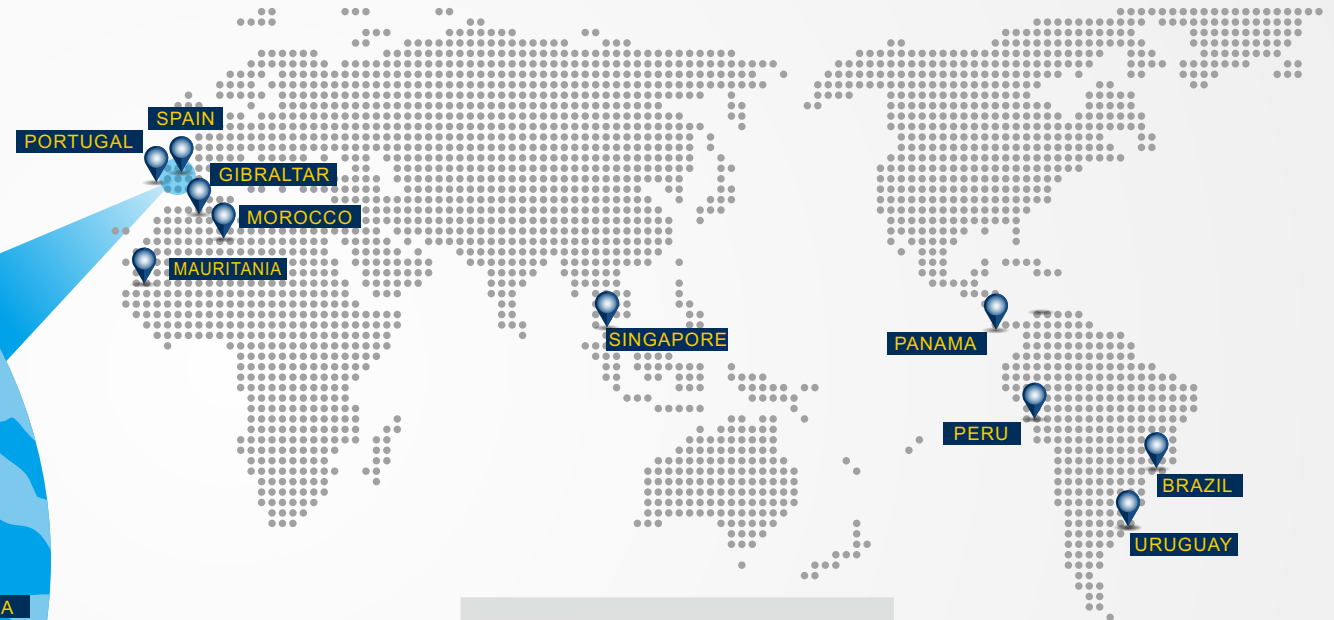 SPAIN
PORTUGAL
GIBRALTAR
MOROCCO
MAURITANIA
SINGAPORE
PANAMA
PERU
BRAZIL
URUGUAY
A